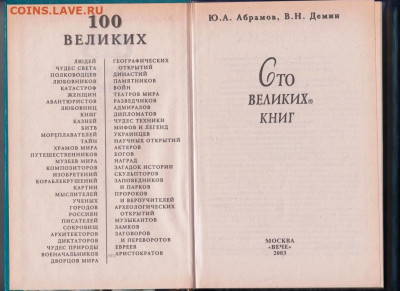 COINSS.RU
100
ВЕЛИКИХ
ЛЮДЕЙ
ЧУДЕС СВЕТА
ПОЛКОВОДЦЕВ
ЛЮБОВНИКОВ
КАТАСТРОФ
ЖЕНЩИН
АВАНТЮРИСТОВ
ЛЮБОВНИЦ
КНИГ
КАЗНЕЙ
БИТВ
МОРЕПЛАВАТЕЛЕЙ
ТАЙН
ХРАМОВ МИРА
ПУТЕШЕСТВЕННИКОВ
МУЗЕЕВ МИРА
КОМПОЗИТОРОВ
ИЗОБРЕТЕНИЙ
КОРАБЛЕКРУШЕНИЙ
КАРТИН
МЫСЛИТЕЛЕЙ
УЧЕНЫХ
ГОРОДОВ
РОССИЯН
ПИСАТЕЛЕЙ
СОКРОВИЩ
АРХИТЕКТОРОВ
ДИКТАТОРОВ
ЧУДЕС ПРИРОДЫ
ВОЕНАЧАЛЬНИКОВ
ДВОРЦОВ МИРА
ГЕОГРАФИЧЕСКИХ
ОТКРЫТИЙ
ДИНАСТИЙ
ПАМЯТНИКОВ
ВОЙН
ТЕАТРОВ МИРА
РАЗВЕДЧИКОВ
АДМИРАЛОВ
ДИПЛОМАТОВ
ЧУДЕС ТЕХНИКИ
МИФОВ И ЛЕГЕНД
УКРАИНЦЕВ
НАУЧНЫХ ОТКРЫТИЙ
АКТЕРОВ
БОГОВ
НАГРАД
ЗАГАДОК ИСТОРИИ
СКУЛЬПТОРОВ
ЗАПОВЕДНИКОВ
И ПАРКОВ
ПРОРОКОВ
И ВЕРОУЧИТЕЛЕЙ
АРХЕОЛОГИЧЕСКИХ
ОТКРЫТИЙ
МУЗЫКАНТОВ
ЗАМКОВ
ЗАГОВОРОВ
И ПЕРЕВОРОТОВ
ЕВРЕЕВ
АРИСТОКРАТОВ
Ю.А. Абрамов, В.Н. Демин
Сто
ВЕЛИКИХ®
КНИГ
МОСКВА
«ВЕЧЕ»
2003